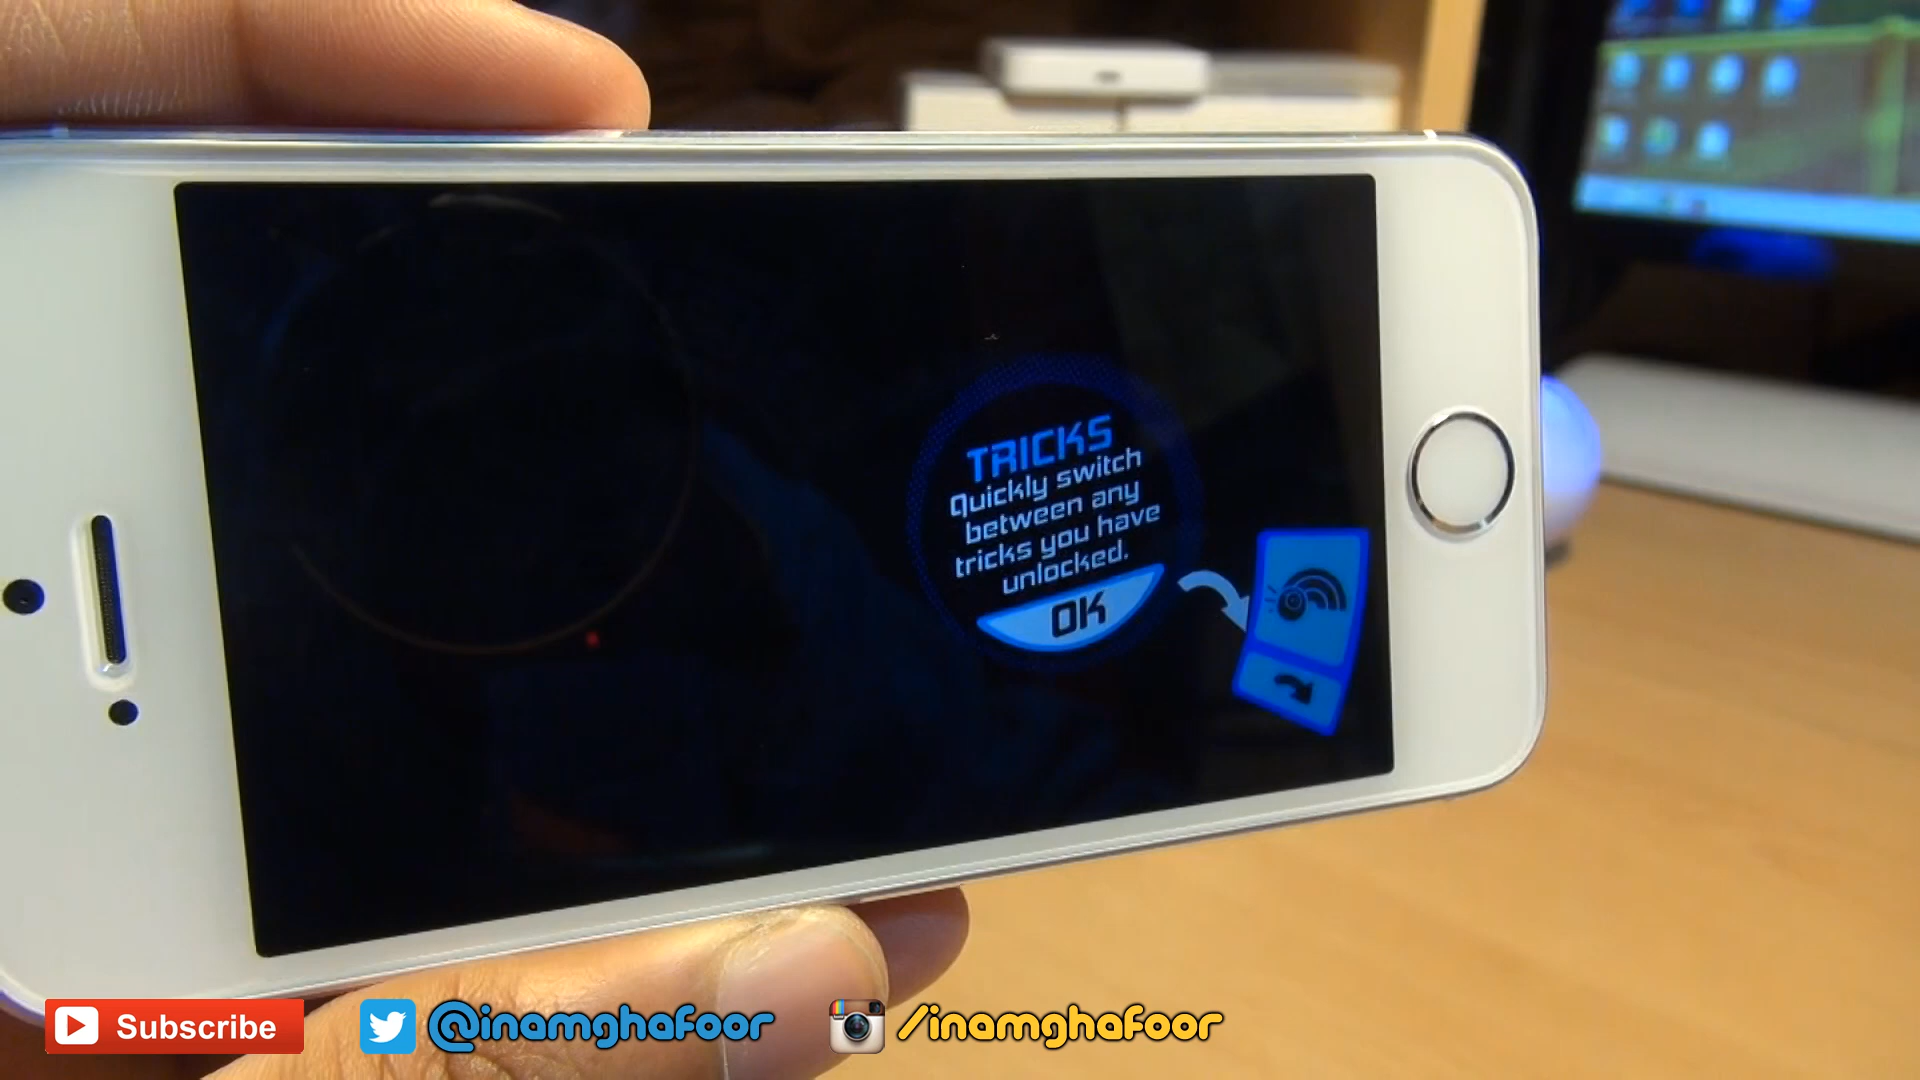 TRICKS
Quickly switch
between any
tricks you have
unlocked.
OK
Subscribe
@inamghafoor
/inamghafoor